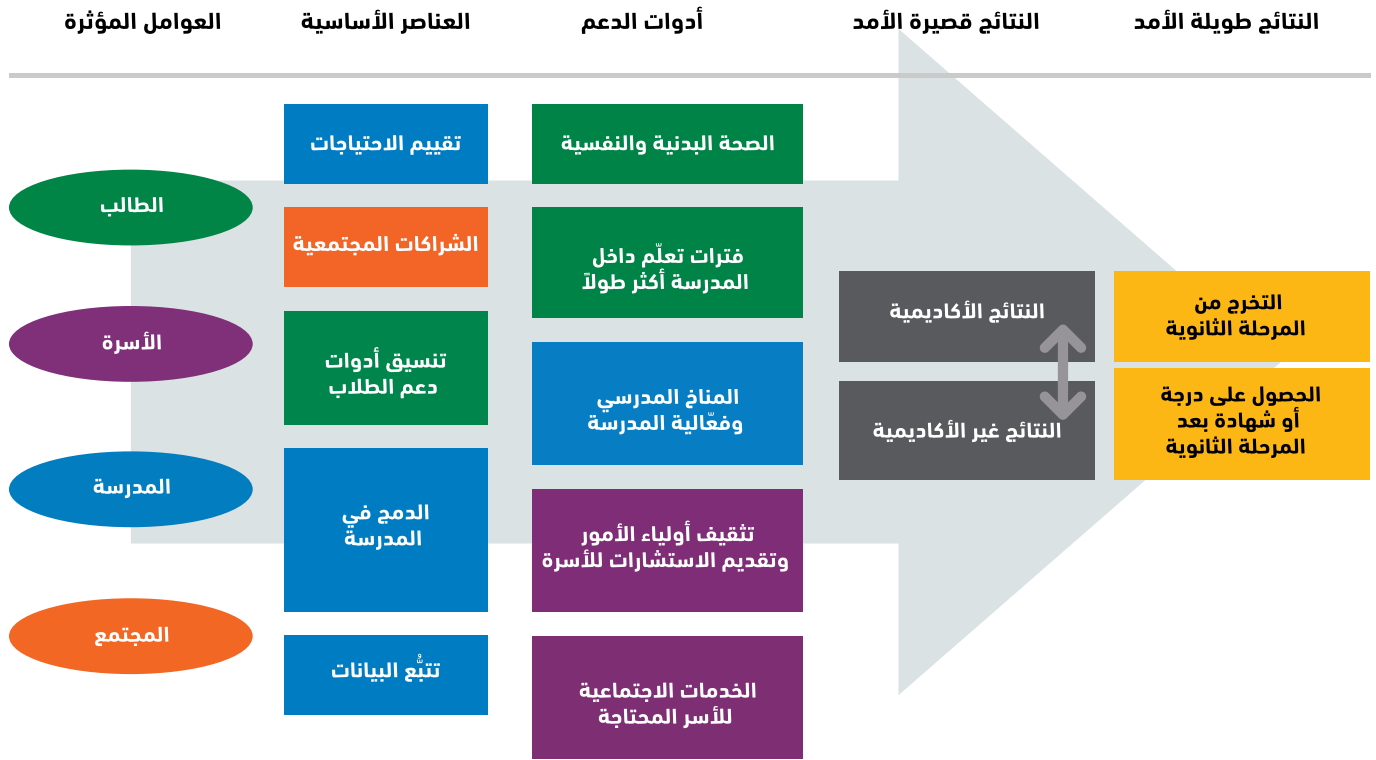 العوامل المؤثرة
العناصر الأساسية
أدوات الدعم
النتائج قصيرة الأمد
النتائج طويلة الأمد
الطالب
الأسرة
المدرسة
المجتمع
تقييم الاحتياجات
الشراكات المجتمعية
تنسيق أدوات
دعم الطلاب
الدمج في
المدرسة
تتبُّع البيانات
الصحة البدنية والنفسية
فترات تعلّم داخل
المدرسة أكثر طولاً
المناخ المدرسي
وفعّالية المدرسة
تثقيف أولياء الأمور
وتقديم الاستشارات للأسرة
الخدمات الاجتماعية
للأسر المحتاجة
النتائج الأكاديمية
النتائج غير الأكاديمية
التخرج من
المرحلة الثانوية
الحصول على درجة
أو شهادة بعد
المرحلة الثانوية